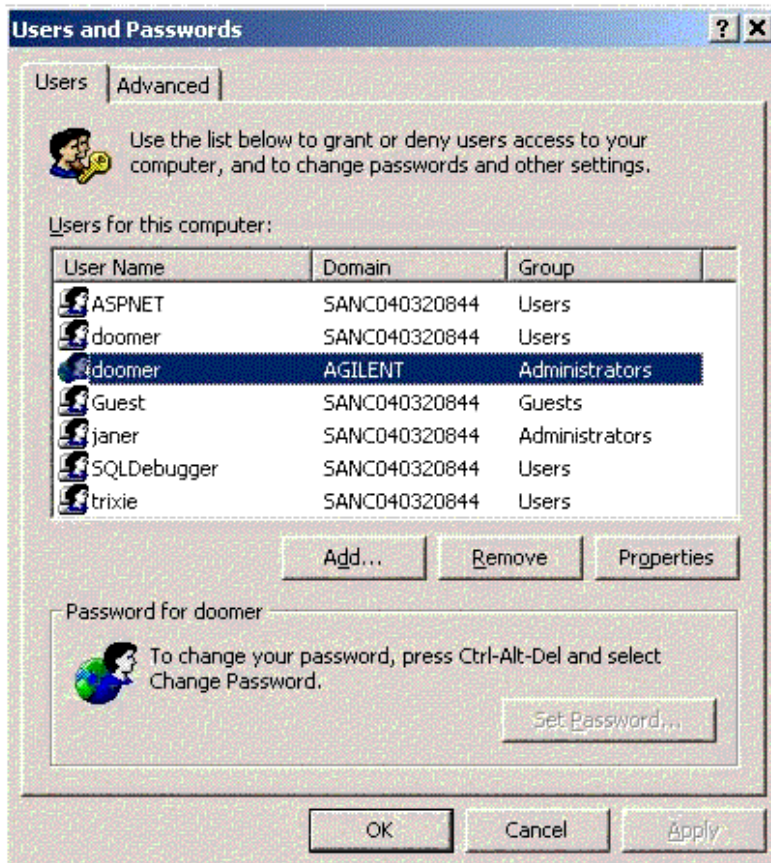 Users and Passwords
Users Advanced
Use the list below to grant or deny users access to your
computer, and to change passwords and other settings.
Users for this computer:
User Name Domain Group
ASPNET SANC040320844 Users
doomer SANC040320844 Users
doomer AGILENT Administrators
Guest SANC040320844 Guests
janer SANC040320844 Administrators
SQLDebugger SANC040320844 Users
trixie SANC040320844 Users
Add... Remove Properties
Password for doomer
To change your password, press Ctrl-Alt-Del and select
Change Password.
Set Password...
OK Cancel Apply